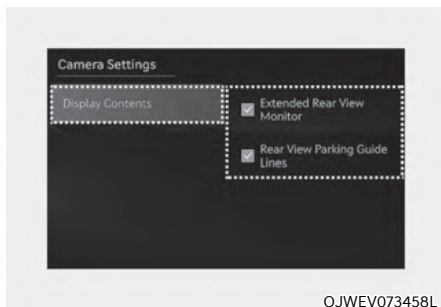 Camera Settings
Display Contents
Extended Rear View
Monitor
Rear View Parking Guide
Lines
OJWEV073458L